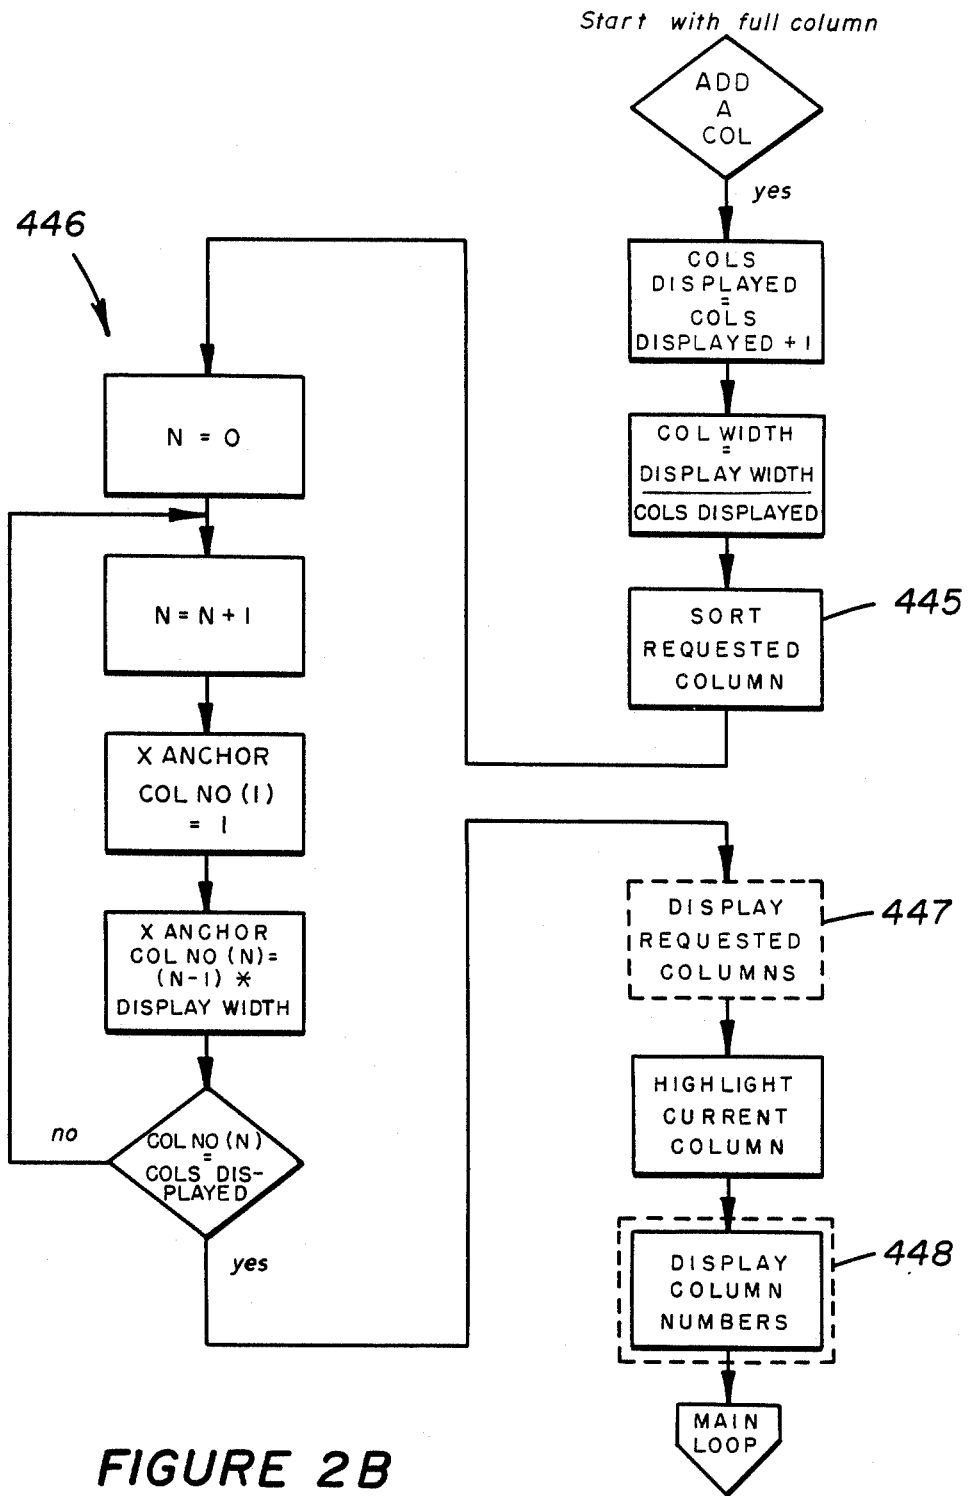 Start with full column
ADD
A
COL
yes
COLS
DISPLAYED
=
COLS
DISPLAYED + 1
COL WIDTH
=
DISPLAY WIDTH
COLS DISPLAYED
SORT
REQUESTED
COLUMN
445
446
N = 0
N = N + 1
X ANCHOR
COL NO (1)
= 1
X ANCHOR
COL NO (N) =
(N-1) *
DISPLAY WIDTH
COL NO (N)
=
COLS DIS-
PLAYED
no
yes
DISPLAY
REQUESTED
COLUMNS
447
HIGHLIGHT
CURRENT
COLUMN
DISPLAY
COLUMN
NUMBERS
448
MAIN
LOOP
FIGURE 2B